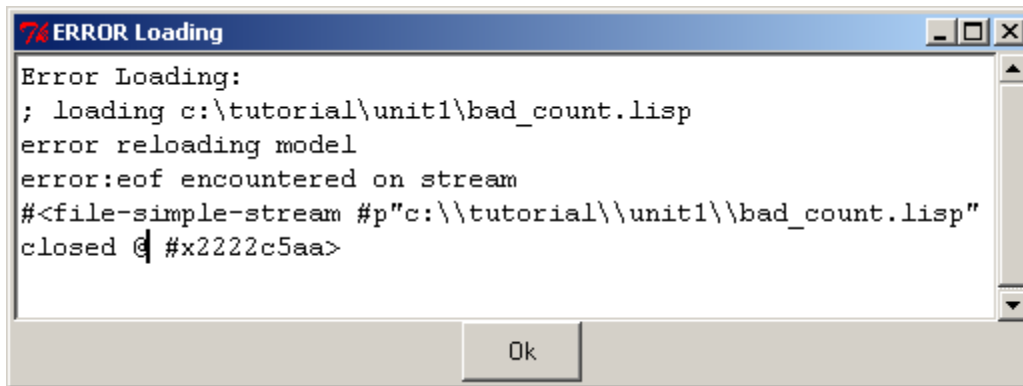 ERROR Loading
Error Loading:
; loading c:\tutorial\unit1\bad_count.lisp
error reloading model
error:eof encountered on stream
#<file-simple-stream #p"c:\\tutorial\\unit1\\bad_count.lisp"
closed @ #x2222c5aa>
Ok